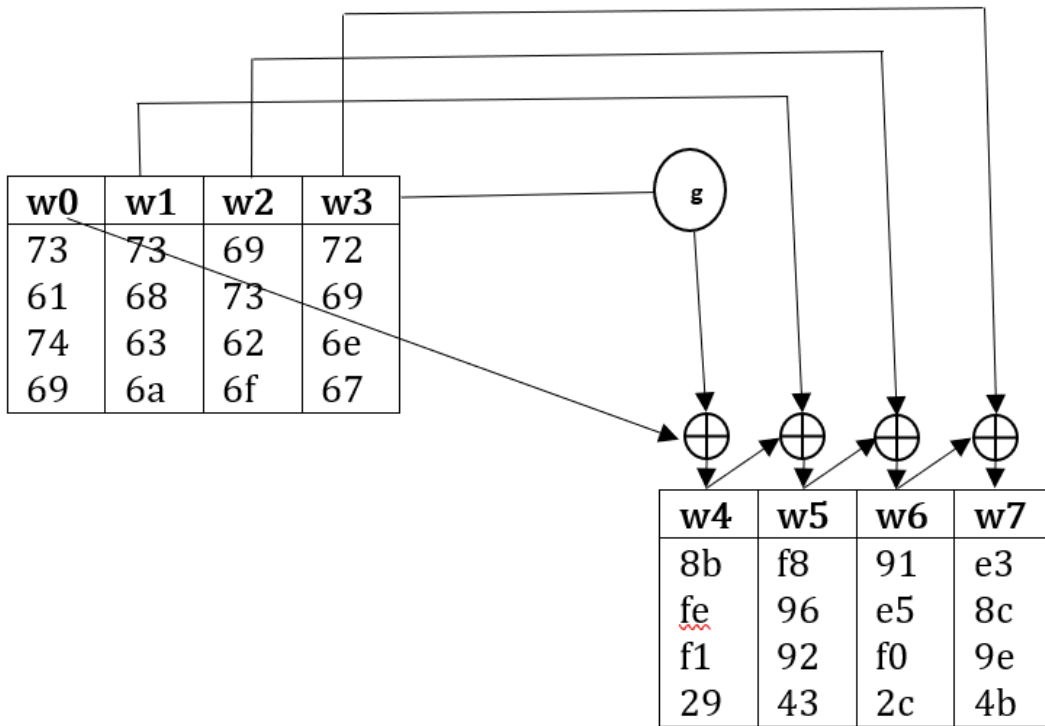 g
w0 w1 w2 w3
73 73 69 72
61 68 73 69
74 63 62 6e
69 6a 6f 67
w4 w5 w6 w7
8b f8 91 e3
fe 96 e5 8c
f1 92 f0 9e
29 43 2c 4b